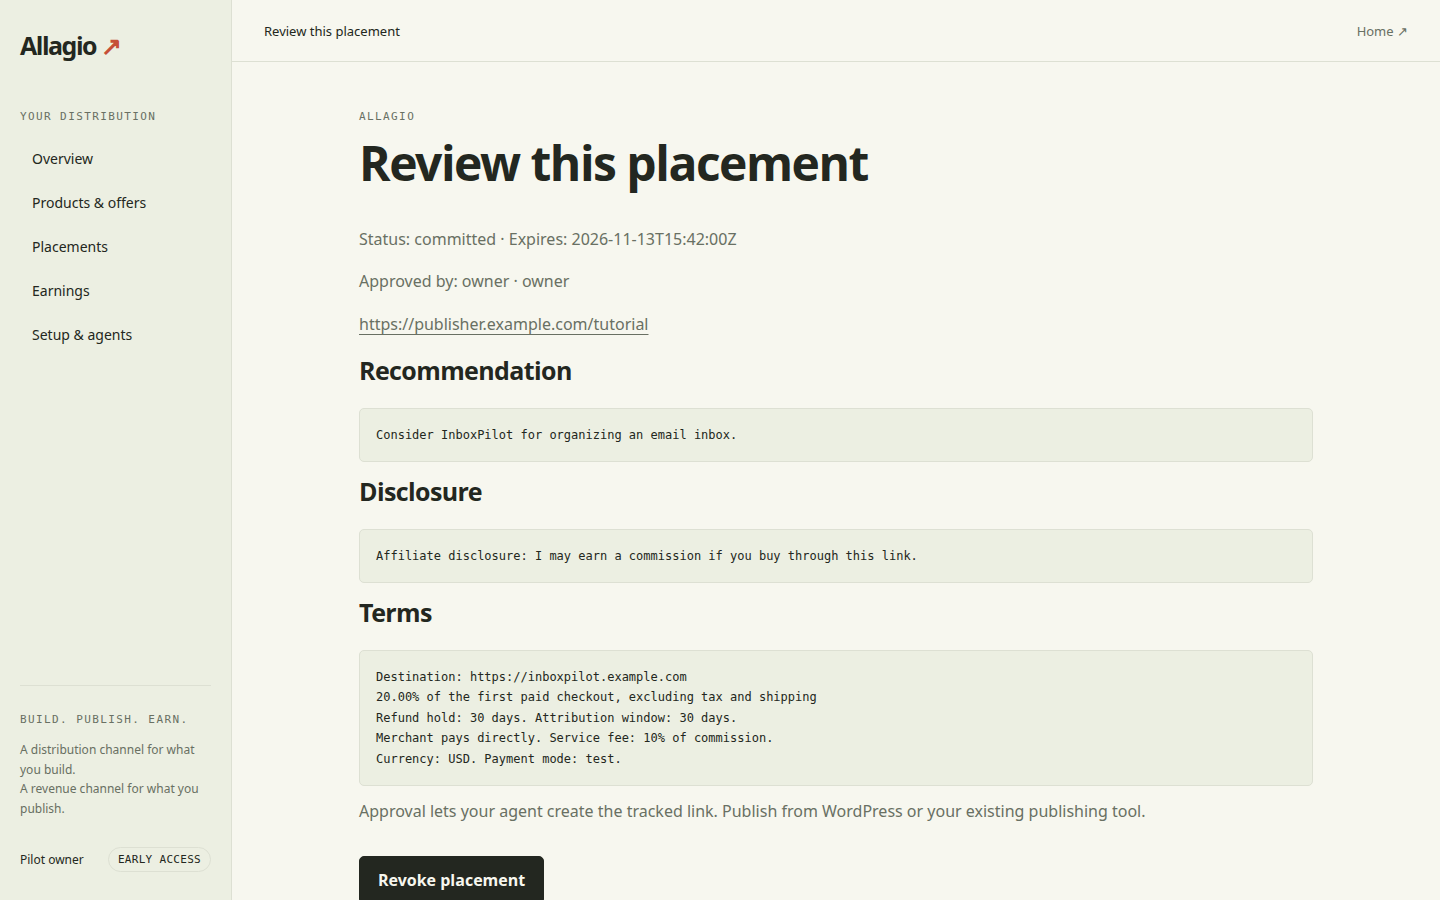 Allagio ↗
YOUR DISTRIBUTION
Overview
Products & offers
Placements
Earnings
Setup & agents
BUILD. PUBLISH. EARN.
A distribution channel for what
you build.
A revenue channel for what you
publish.
Pilot owner
EARLY ACCESS
Review this placement
Home ↗
ALLAGIO
Review this placement
Status: committed · Expires: 2026-11-13T15:42:00Z
Approved by: owner · owner
https://publisher.example.com/tutorial
Recommendation
Consider InboxPilot for organizing an email inbox.
Disclosure
Affiliate disclosure: I may earn a commission if you buy through this link.
Terms
Destination: https://inboxpilot.example.com
20.00% of the first paid checkout, excluding tax and shipping
Refund hold: 30 days. Attribution window: 30 days.
Merchant pays directly. Service fee: 10% of commission.
Currency: USD. Payment mode: test.
Approval lets your agent create the tracked link. Publish from WordPress or your existing publishing tool.
Revoke placement